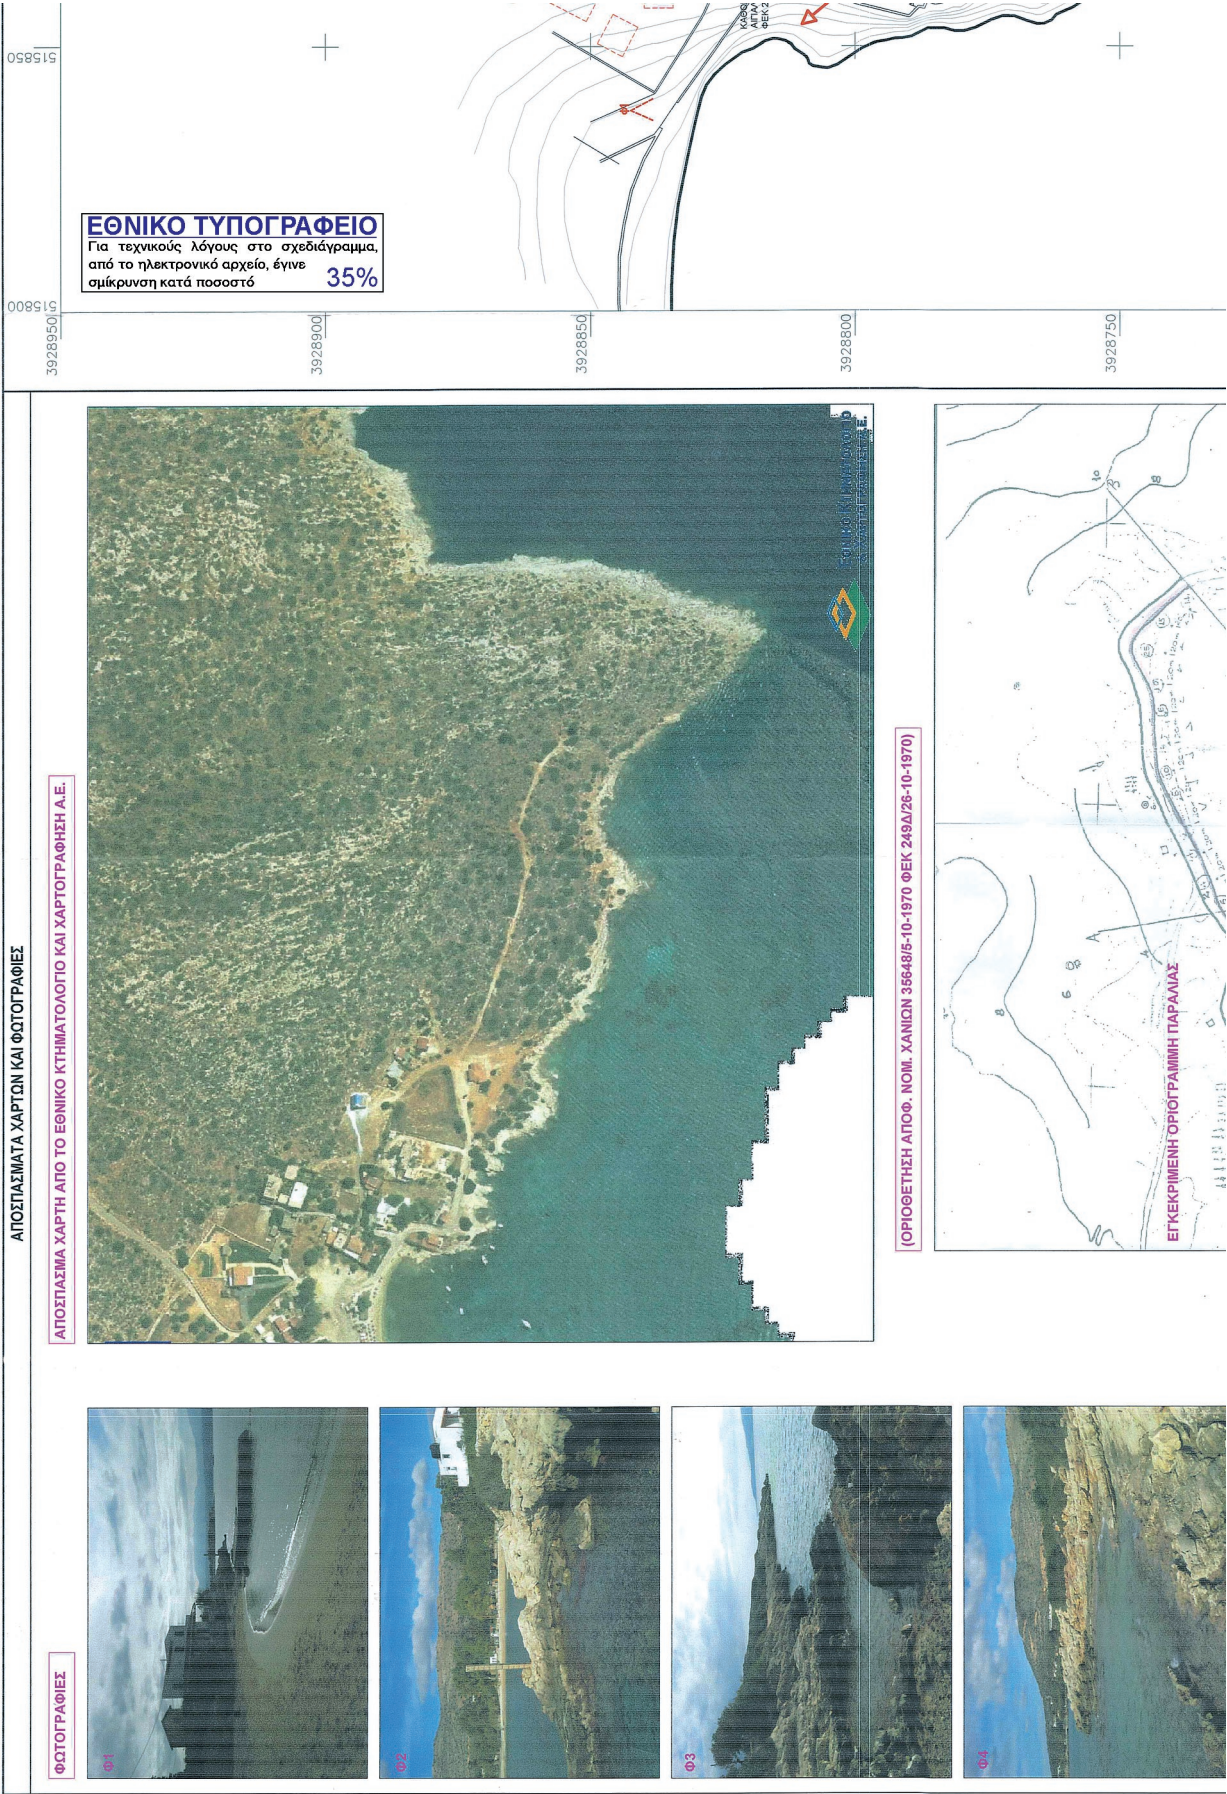 515850
ΕΘΝΙΚΟ ΤΥΠΟΓΡΑΦΕΙΟ
Για τεχνικούς λόγους στο σχεδιάγραμμα,
από το ηλεκτρονικό αρχείο, έγινε
σμίκρυνση κατά ποσοστό 35%
515800
3928950
3928900
3928850
3928800
3928750
ΑΠΟΣΠΑΣΜΑΤΑ ΧΑΡΤΩΝ ΚΑΙ ΦΩΤΟΓΡΑΦΙΕΣ
ΑΠΟΣΠΑΣΜΑ ΧΑΡΤΗ ΑΠΟ ΤΟ ΕΘΝΙΚΟ ΚΤΗΜΑΤΟΛΟΓΙΟ ΚΑΙ ΧΑΡΤΟΓΡΑΦΗΣΗ Α.Ε.
(ΟΡΙΟΘΕΤΗΣΗ ΑΠΟΦ. ΝΟΜ. ΧΑΝΙΩΝ 35648/5-10-1970 ΦΕΚ 249Δ/26-10-1970)
ΕΓΚΕΚΡΙΜΕΝΗ ΟΡΙΟΓΡΑΜΜΗ ΠΑΡΑΛΙΑΣ
ΦΩΤΟΓΡΑΦΙΕΣ
Φ1
Φ2
Φ3
Φ4